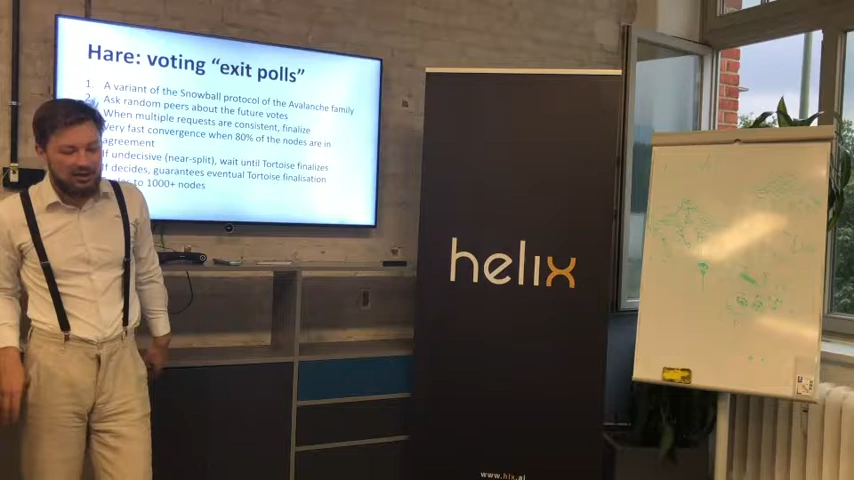 Hare: voting “exit polls”
1. A variant of the Snowball protocol of the Avalanche family
2. Ask random peers about the future votes
When multiple requests are consistent, finalize
Very fast convergence when 80% of the nodes are in
agreement
If undecisive (near-split), wait until Tortoise finalizes
If decides, guarantees eventual Tortoise finalisation
to 1000+ nodes
helix
www.hlx.ai